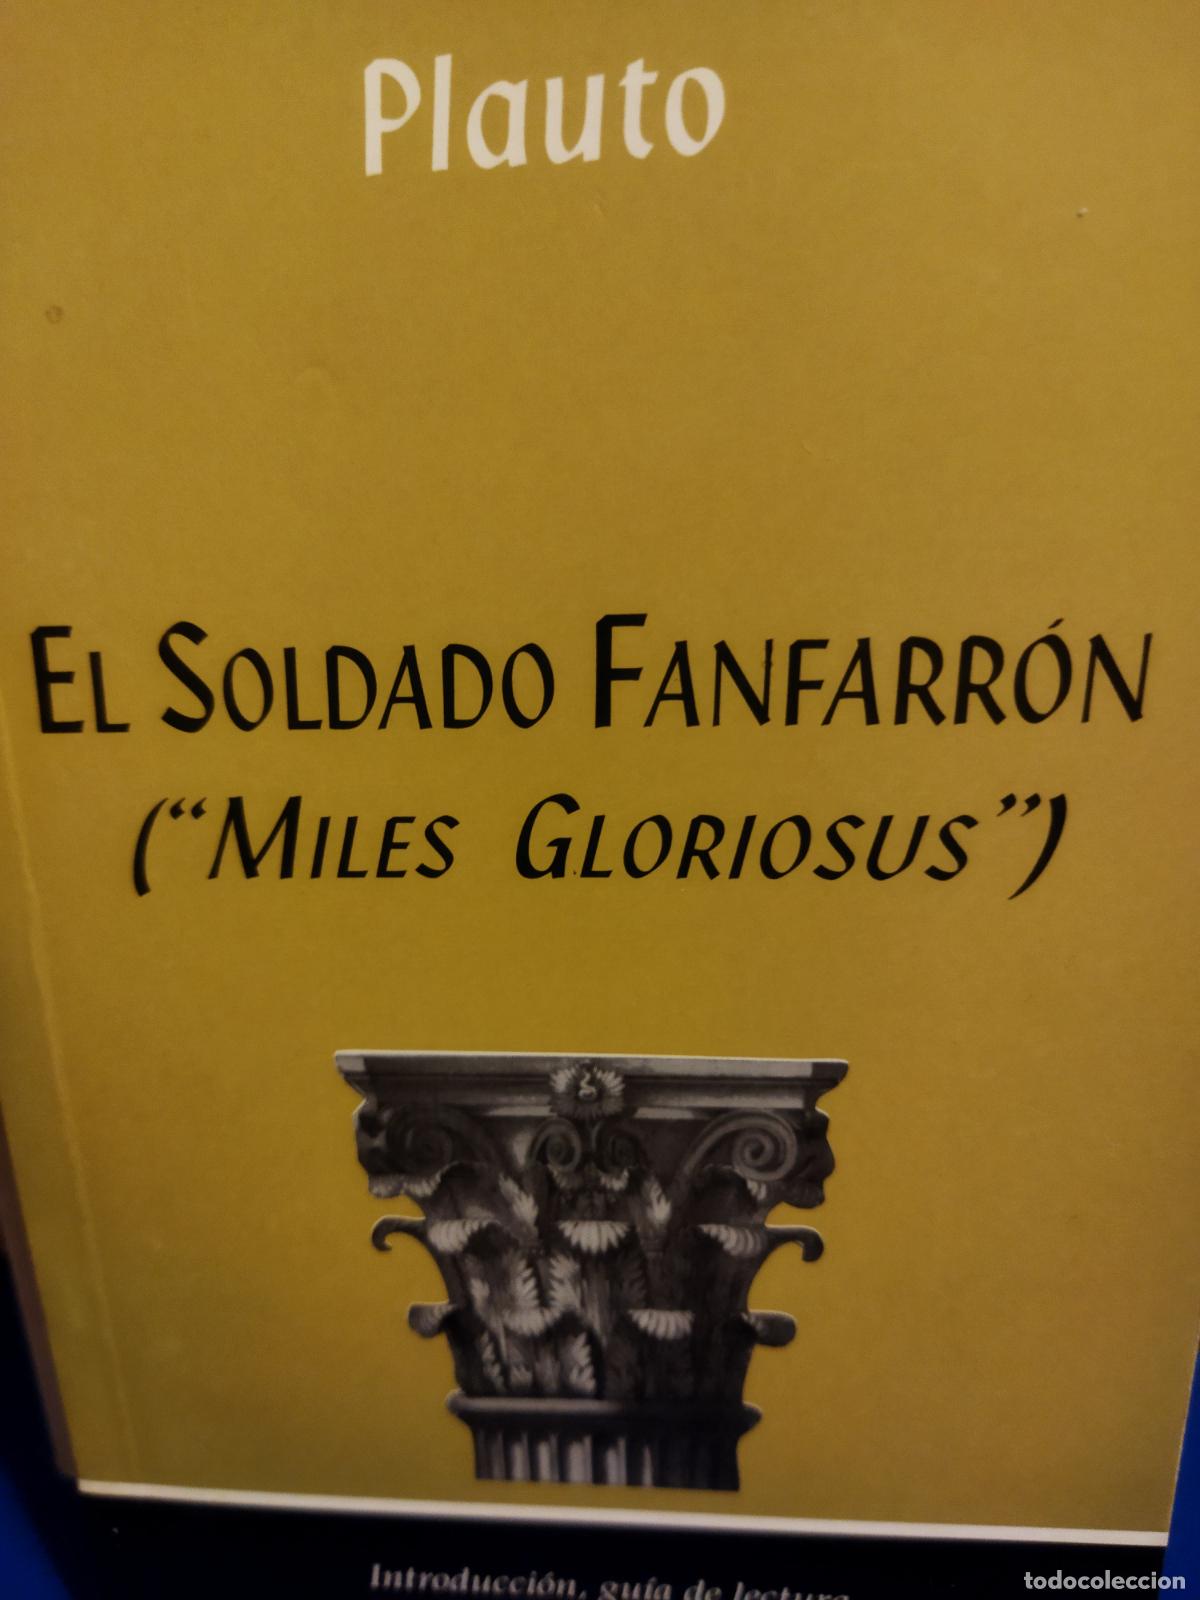 Plauto
EL SOLDADO FANFARRÓN
(“MILES GLORIOSUS”)
Introducción, guía de lectura
todocoleccion